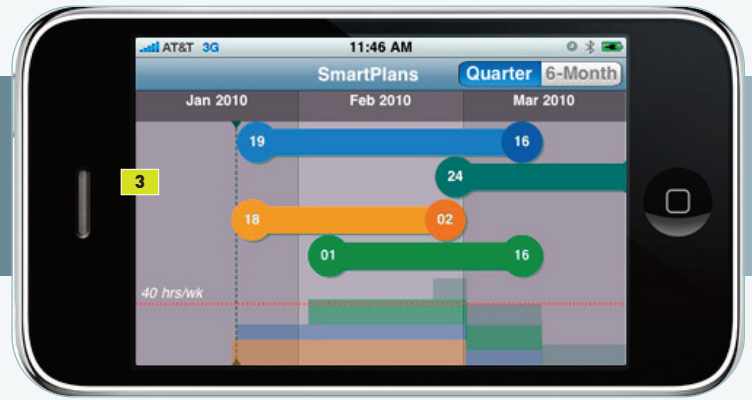 AT&T 3G 11:46 AM
SmartPlans Quarter 6-Month
Jan 2010 Feb 2010 Mar 2010
19 16
3
24
18 02
01 16
40 hrs/wk